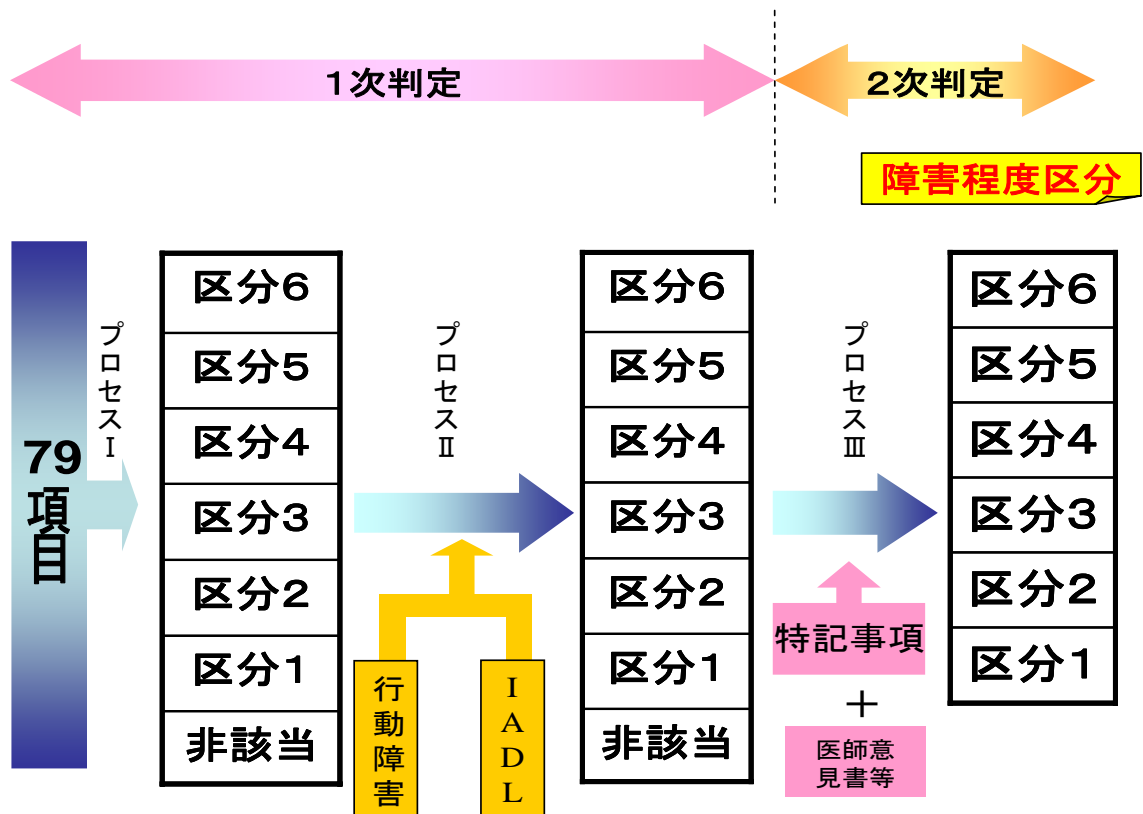 1次判定
2次判定
障害程度区分
79
項目
プロセスⅠ
区分6
区分5
区分4
区分3
区分2
区分1
非該当
プロセスⅡ
行動障害
IADL
区分6
区分5
区分4
区分3
区分2
区分1
非該当
プロセスⅢ
特記事項
＋
医師意
見書等
区分6
区分5
区分4
区分3
区分2
区分1